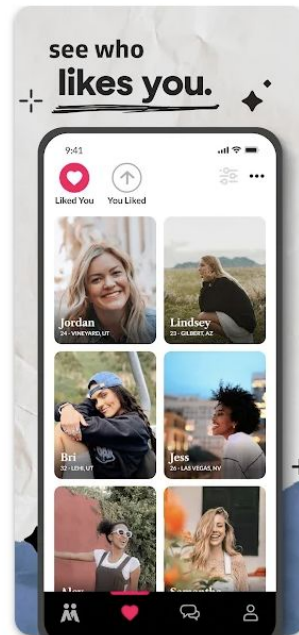 see who
likes you.
9:41
Liked You
You Liked
Jordan
24 - VINEYARD, UT
Lindsey
23 - GILBERT, AZ
Bri
32 - LEHI, UT
Jess
26 - LAS VEGAS, NV
Samantha